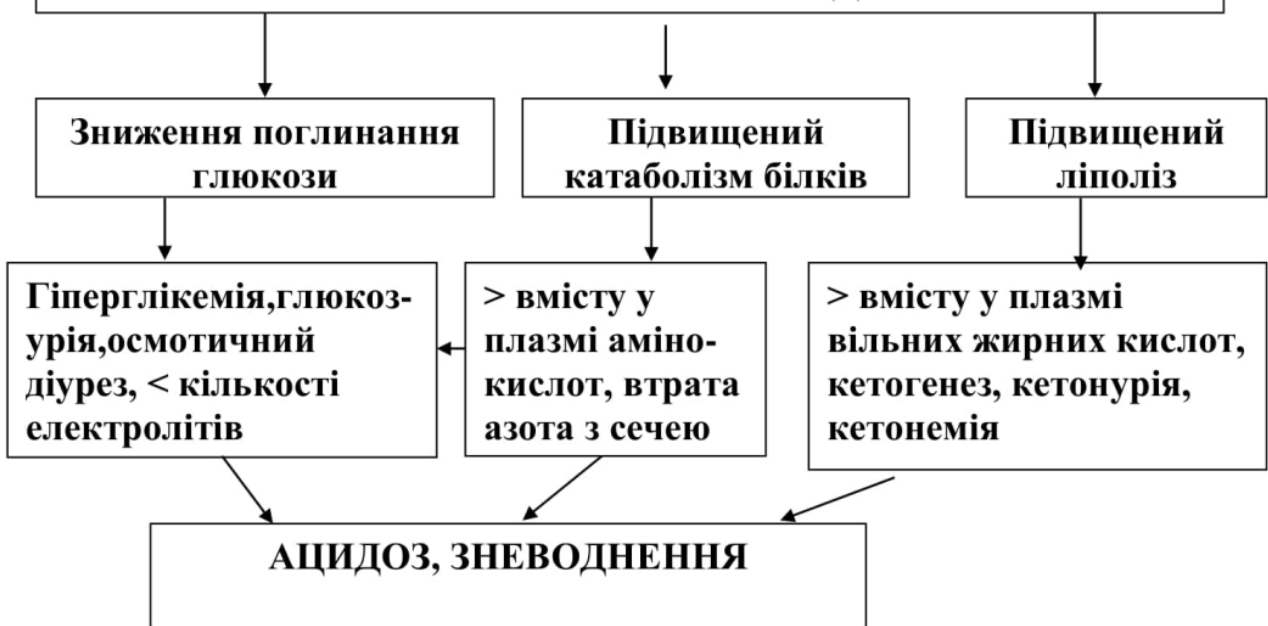 Зниження поглинання
глюкози
Підвищений
катаболізм білків
Підвищений
ліполіз
Гіперглікемія,глюкоз-
урія,осмотичний
діурез, < кількості
електролітів
> вмісту у
плазмі аміно-
кислот, втрата
азота з сечею
> вмісту у плазмі
вільних жирних кислот,
кетогенез, кетонурія,
кетонемія
АЦИДОЗ, ЗНЕВОДНЕННЯ